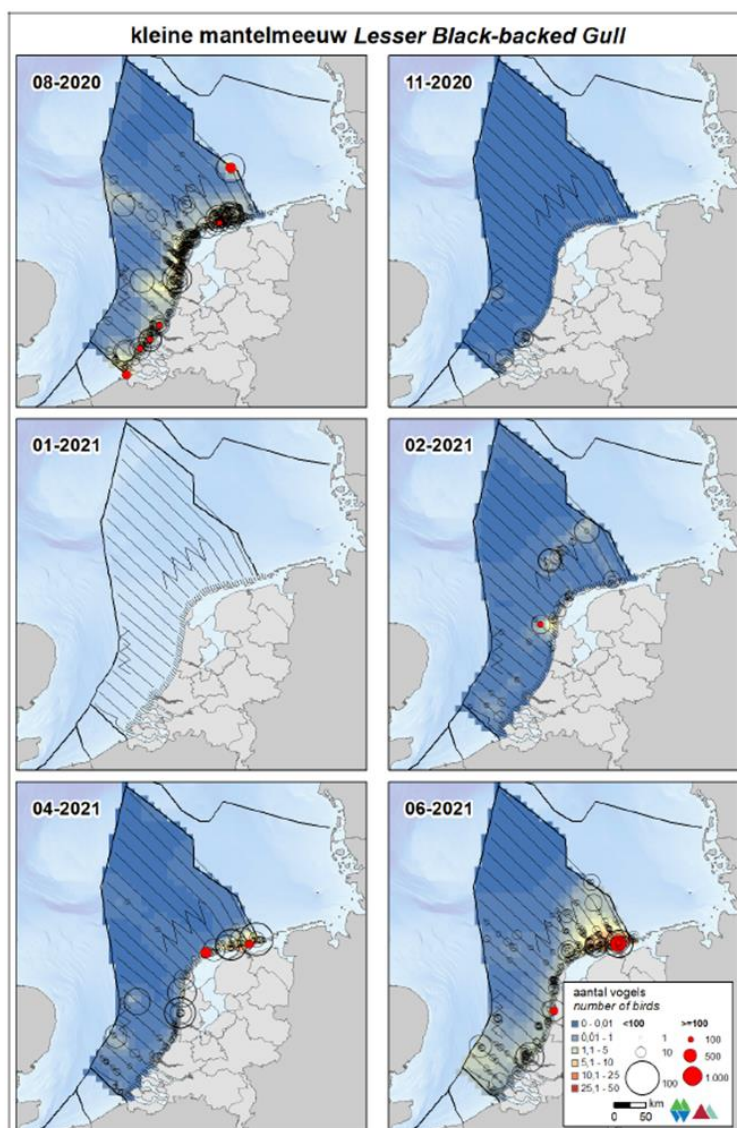 kleine mantelmeeuw Lesser Black-backed Gull
08-2020
11-2020
01-2021
02-2021
04-2021
06-2021
aantal vogels
number of birds
0 - 0,01
0,01 - 1
1,1 - 5
5,1 - 10
10,1 - 25
25,1 - 50
<100
1
10
100
>=100
100
500
1.000
km
0 50